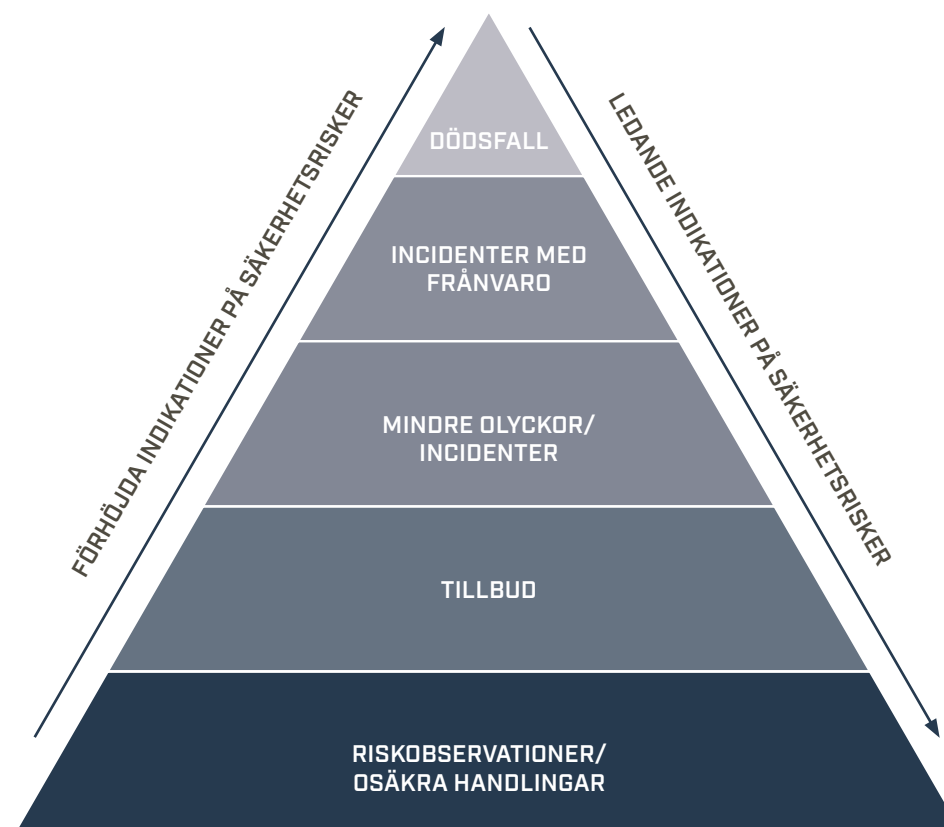 FÖRHÖJDA INDIKATIONER PÅ SÄKERHETSRISKER
LEDANDE INDIKATIONER PÅ SÄKERHETSRISKER
DÖDSFALL
INCIDENTER MED
FRÅNVARO
MINDRE OLYCKOR/
INCIDENTER
TILLBUD
RISKOBSERVATIONER/
OSÄKRA HANDLINGAR